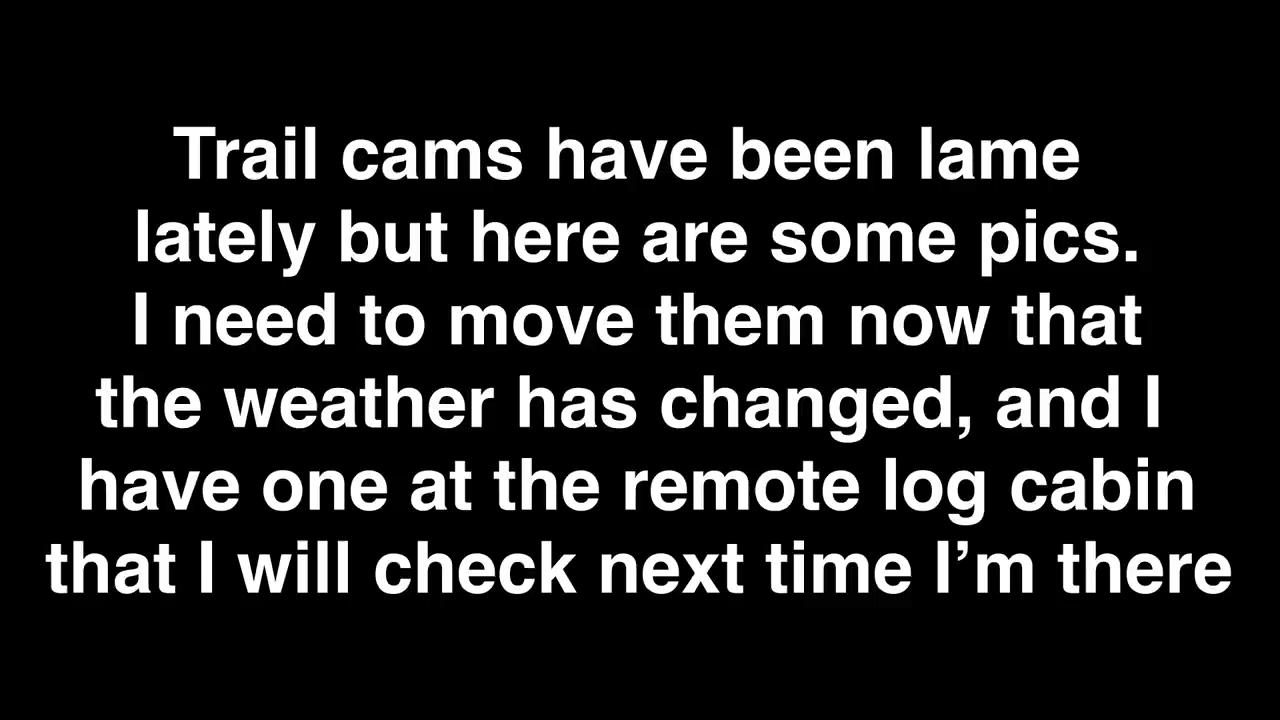 Trail cams have been lame
lately but here are some pics.
I need to move them now that
the weather has changed, and I
have one at the remote log cabin
that I will check next time I’m there